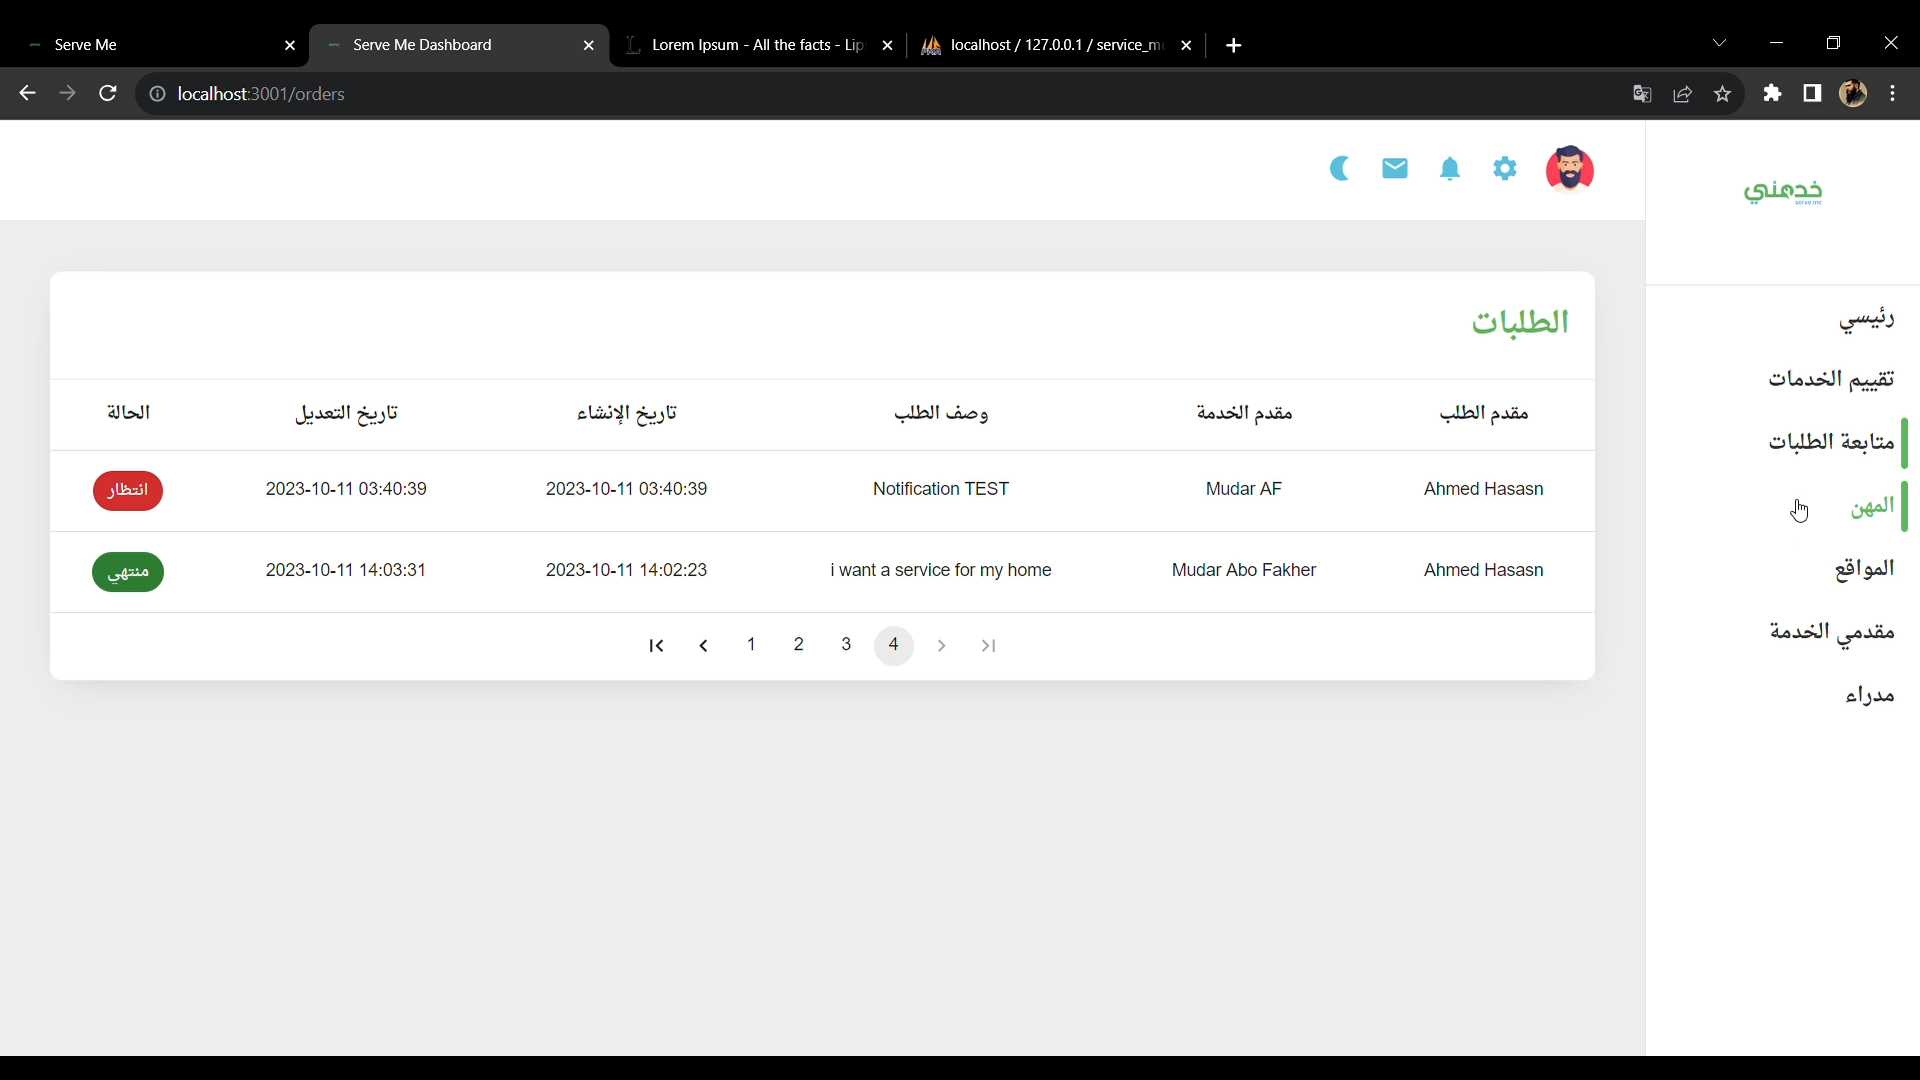 Serve Me
Serve Me Dashboard
Lorem Ipsum - All the facts - Lip
localhost / 127.0.0.1 / service_m
localhost:3001/orders
خدمني
serve me
رئيسي
تقييم الخدمات
متابعة الطلبات
المهن
المواقع
مقدمي الخدمة
مدراء
الطلبات
مقدم الطلب	مقدم الخدمة	وصف الطلب	تاريخ الإنشاء	تاريخ التعديل	الحالة
Ahmed Hasasn	Mudar AF	Notification TEST	2023-10-11 03:40:39	2023-10-11 03:40:39	انتظار
Ahmed Hasasn	Mudar Abo Fakher	i want a service for my home	2023-10-11 14:02:23	2023-10-11 14:03:31	منتهي
1 2 3 4